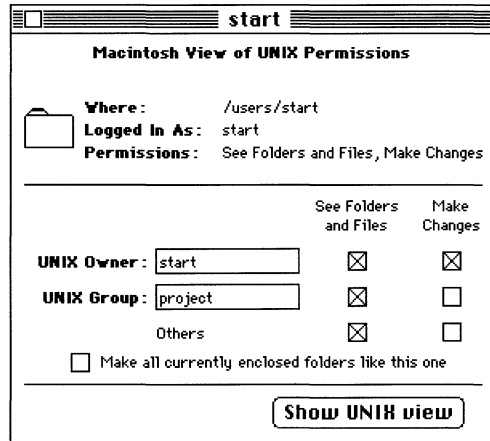 start
Macintosh View of UNIX Permissions
Where: /users/start
Logged In As: start
Permissions: See Folders and Files, Make Changes
See Folders and Files
Make Changes
UNIX Owner: start
UNIX Group: project
Others
Make all currently enclosed folders like this one
Show UNIX view